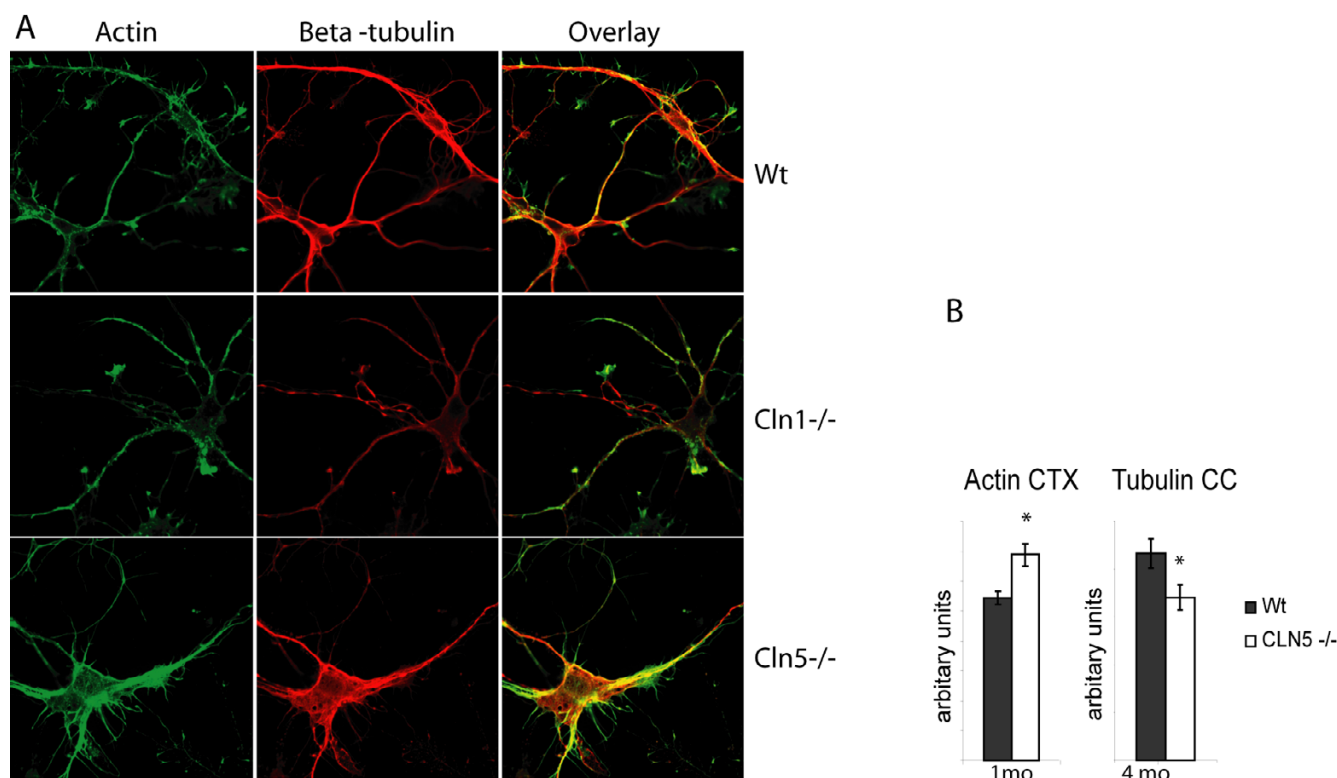 A
Actin
Beta -tubulin
Overlay
Wt
Cln1-/-
Cln5-/-
B
Actin CTX
Tubulin CC
*
*
arbitary units
arbitary units
1mo
4 mo
Wt
CLN5 -/-